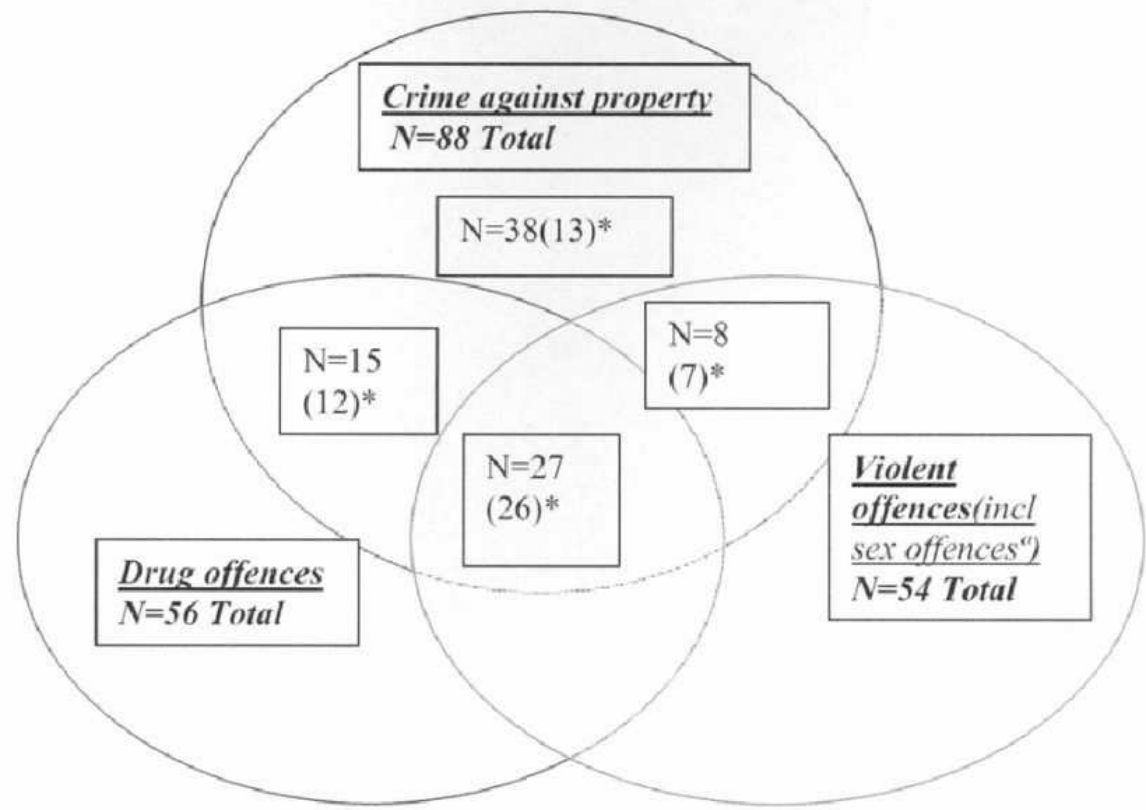 Crime against property
N=88 Total
N=38(13)*
N=15
(12)*
N=8
(7)*
N=27
(26)*
Violent
offences(incl
sex offencesᵅ)
N=54 Total
Drug offences
N=56 Total